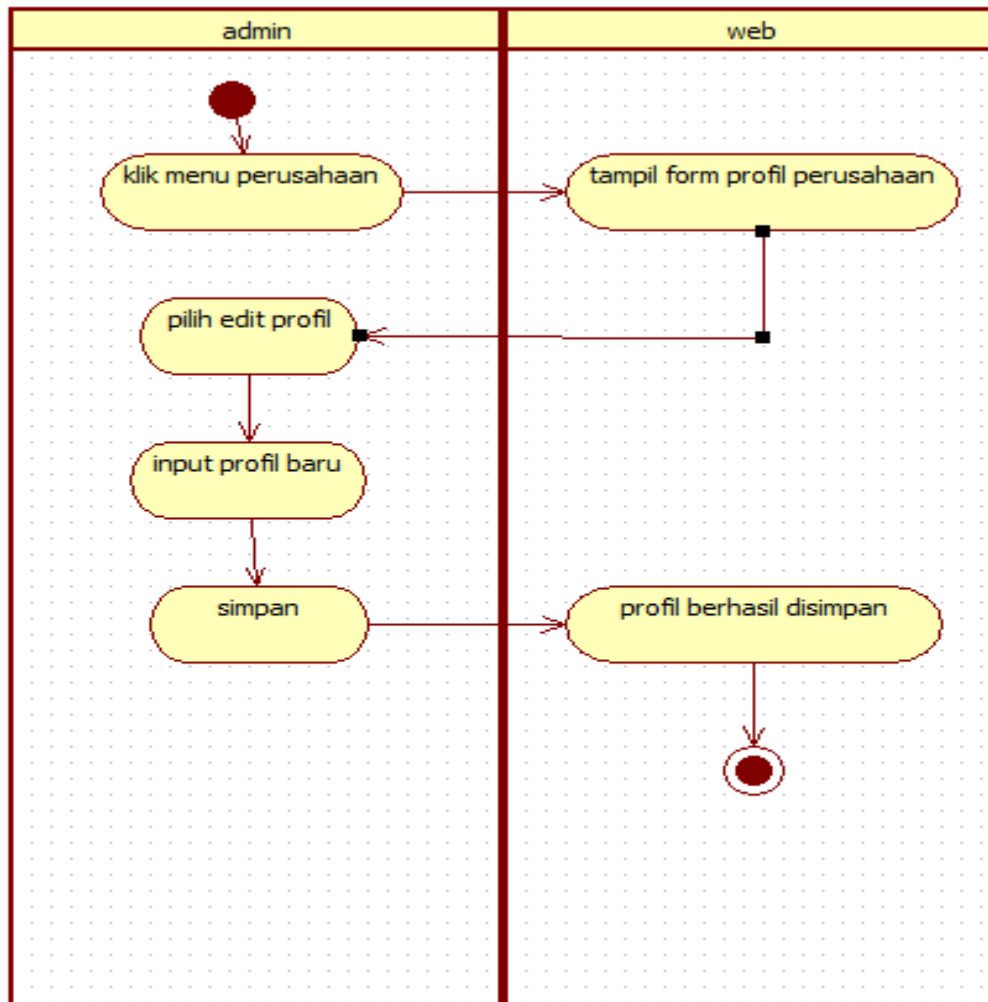 admin
web
klik menu perusahaan
tampil form profil perusahaan
pilih edit profil
input profil baru
simpan
profil berhasil disimpan